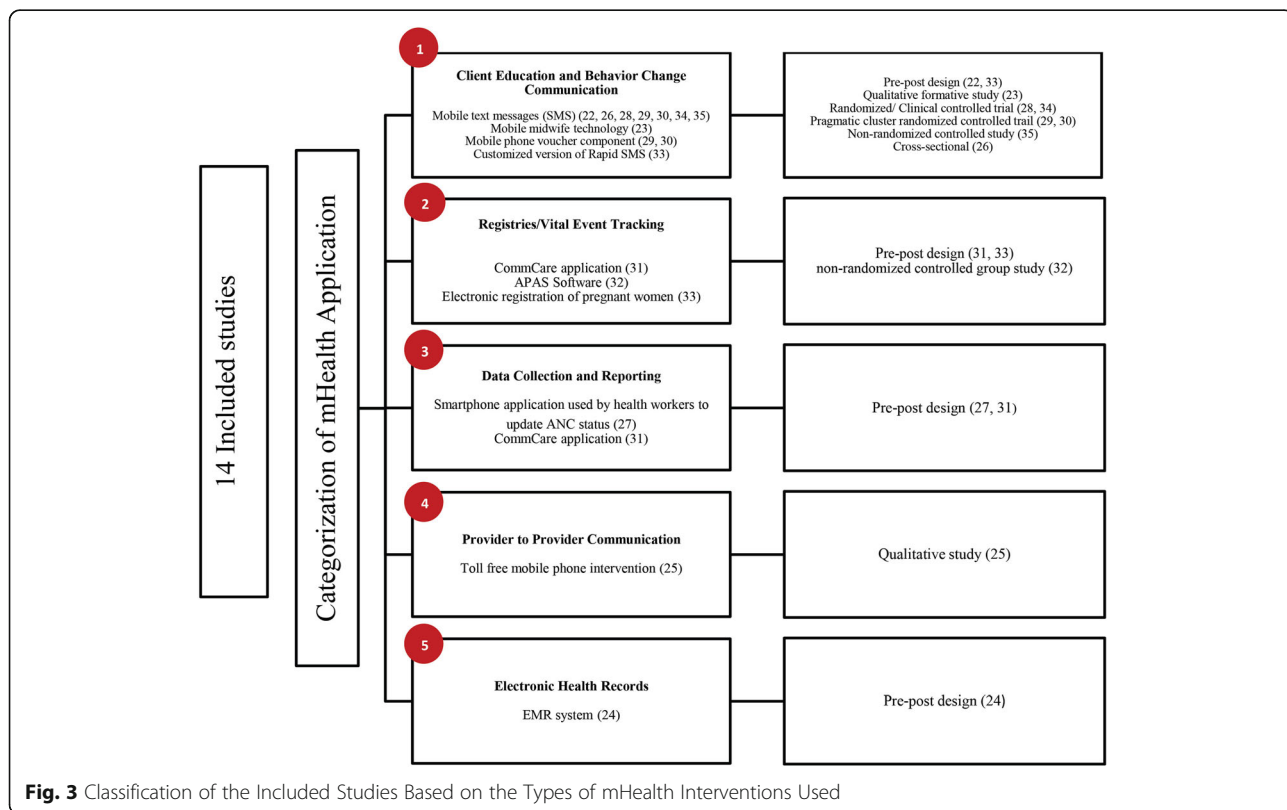 14 Included studies
Categorization of mHealth Application
1
Client Education and Behavior Change
Communication
Mobile text messages (SMS) (22, 26, 28, 29, 30, 34, 35)
Mobile midwife technology (23)
Mobile phone voucher component (29, 30)
Customized version of Rapid SMS (33)
Pre-post design (22, 33)
Qualitative formative study (23)
Randomized/ Clinical controlled trial (28, 34)
Pragmatic cluster randomized controlled trail (29, 30)
Non-randomized controlled study (35)
Cross-sectional (26)
2
Registries/Vital Event Tracking
CommCare application (31)
APAS Software (32)
Electronic registration of pregnant women (33)
Pre-post design (31, 33)
non-randomized controlled group study (32)
3
Data Collection and Reporting
Smartphone application used by health workers to
update ANC status (27)
CommCare application (31)
Pre-post design (27, 31)
4
Provider to Provider Communication
Toll free mobile phone intervention (25)
Qualitative study (25)
5
Electronic Health Records
EMR system (24)
Pre-post design (24)
Fig. 3 Classification of the Included Studies Based on the Types of mHealth Interventions Used